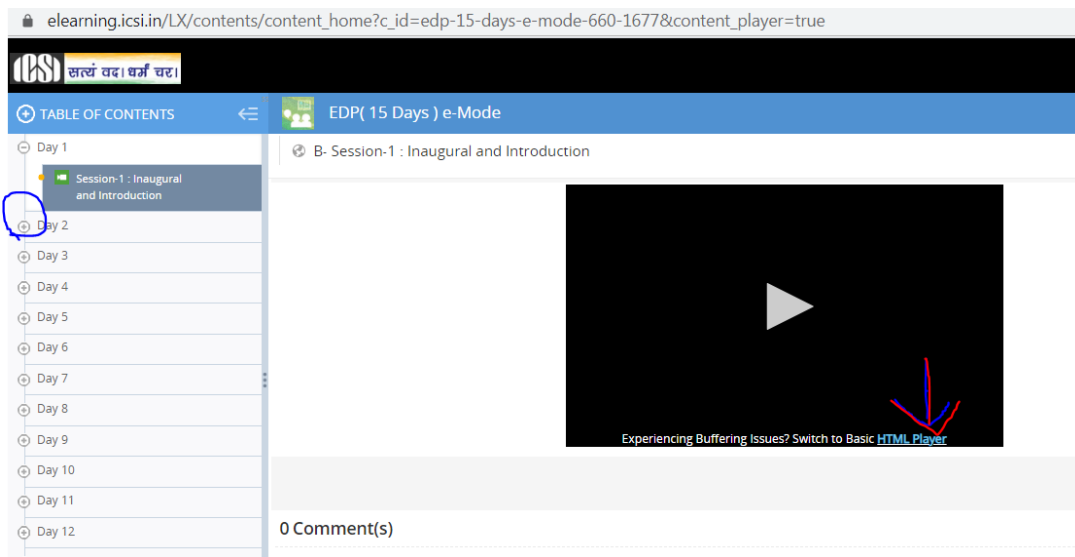 elearning.icsi.in/LX/contents/content_home?c_id=edp-15-days-e-mode-660-1677&content_player=true
ICSI सत्यं वद। धर्मं चर।
TABLE OF CONTENTS
EDP( 15 Days ) e-Mode
Day 1
B- Session-1 : Inaugural and Introduction
Session-1 : Inaugural
and Introduction
Day 2
Day 3
Day 4
Day 5
Day 6
Day 7
Day 8
Day 9
Day 10
Day 11
Day 12
Experiencing Buffering Issues? Switch to Basic HTML Player
0 Comment(s)